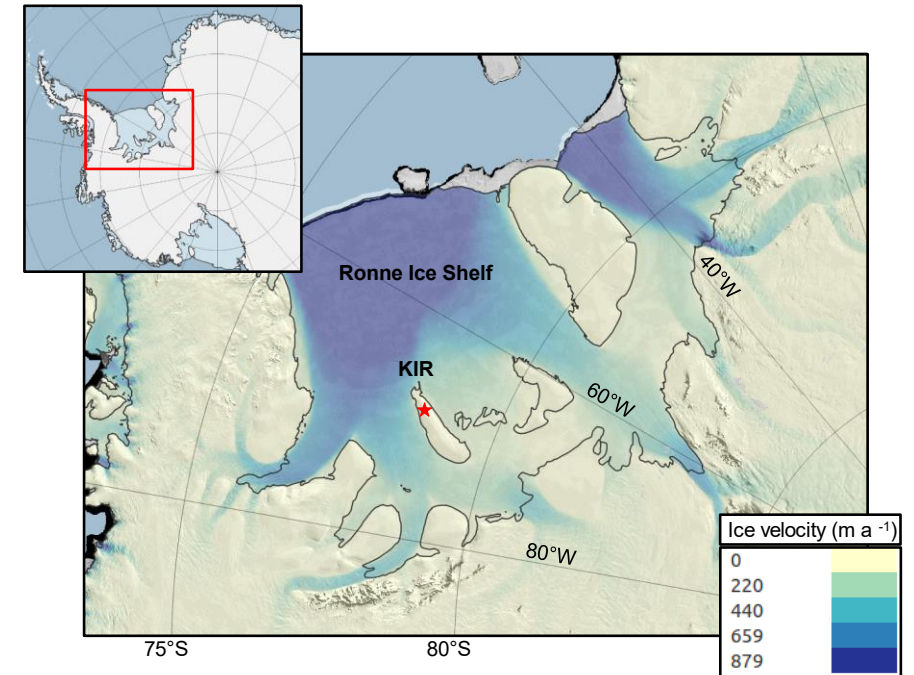 Ronne Ice Shelf
40°W
KIR
60°W
80°W
Ice velocity (m a -1)
0
220
440
659
879
75°S
80°S